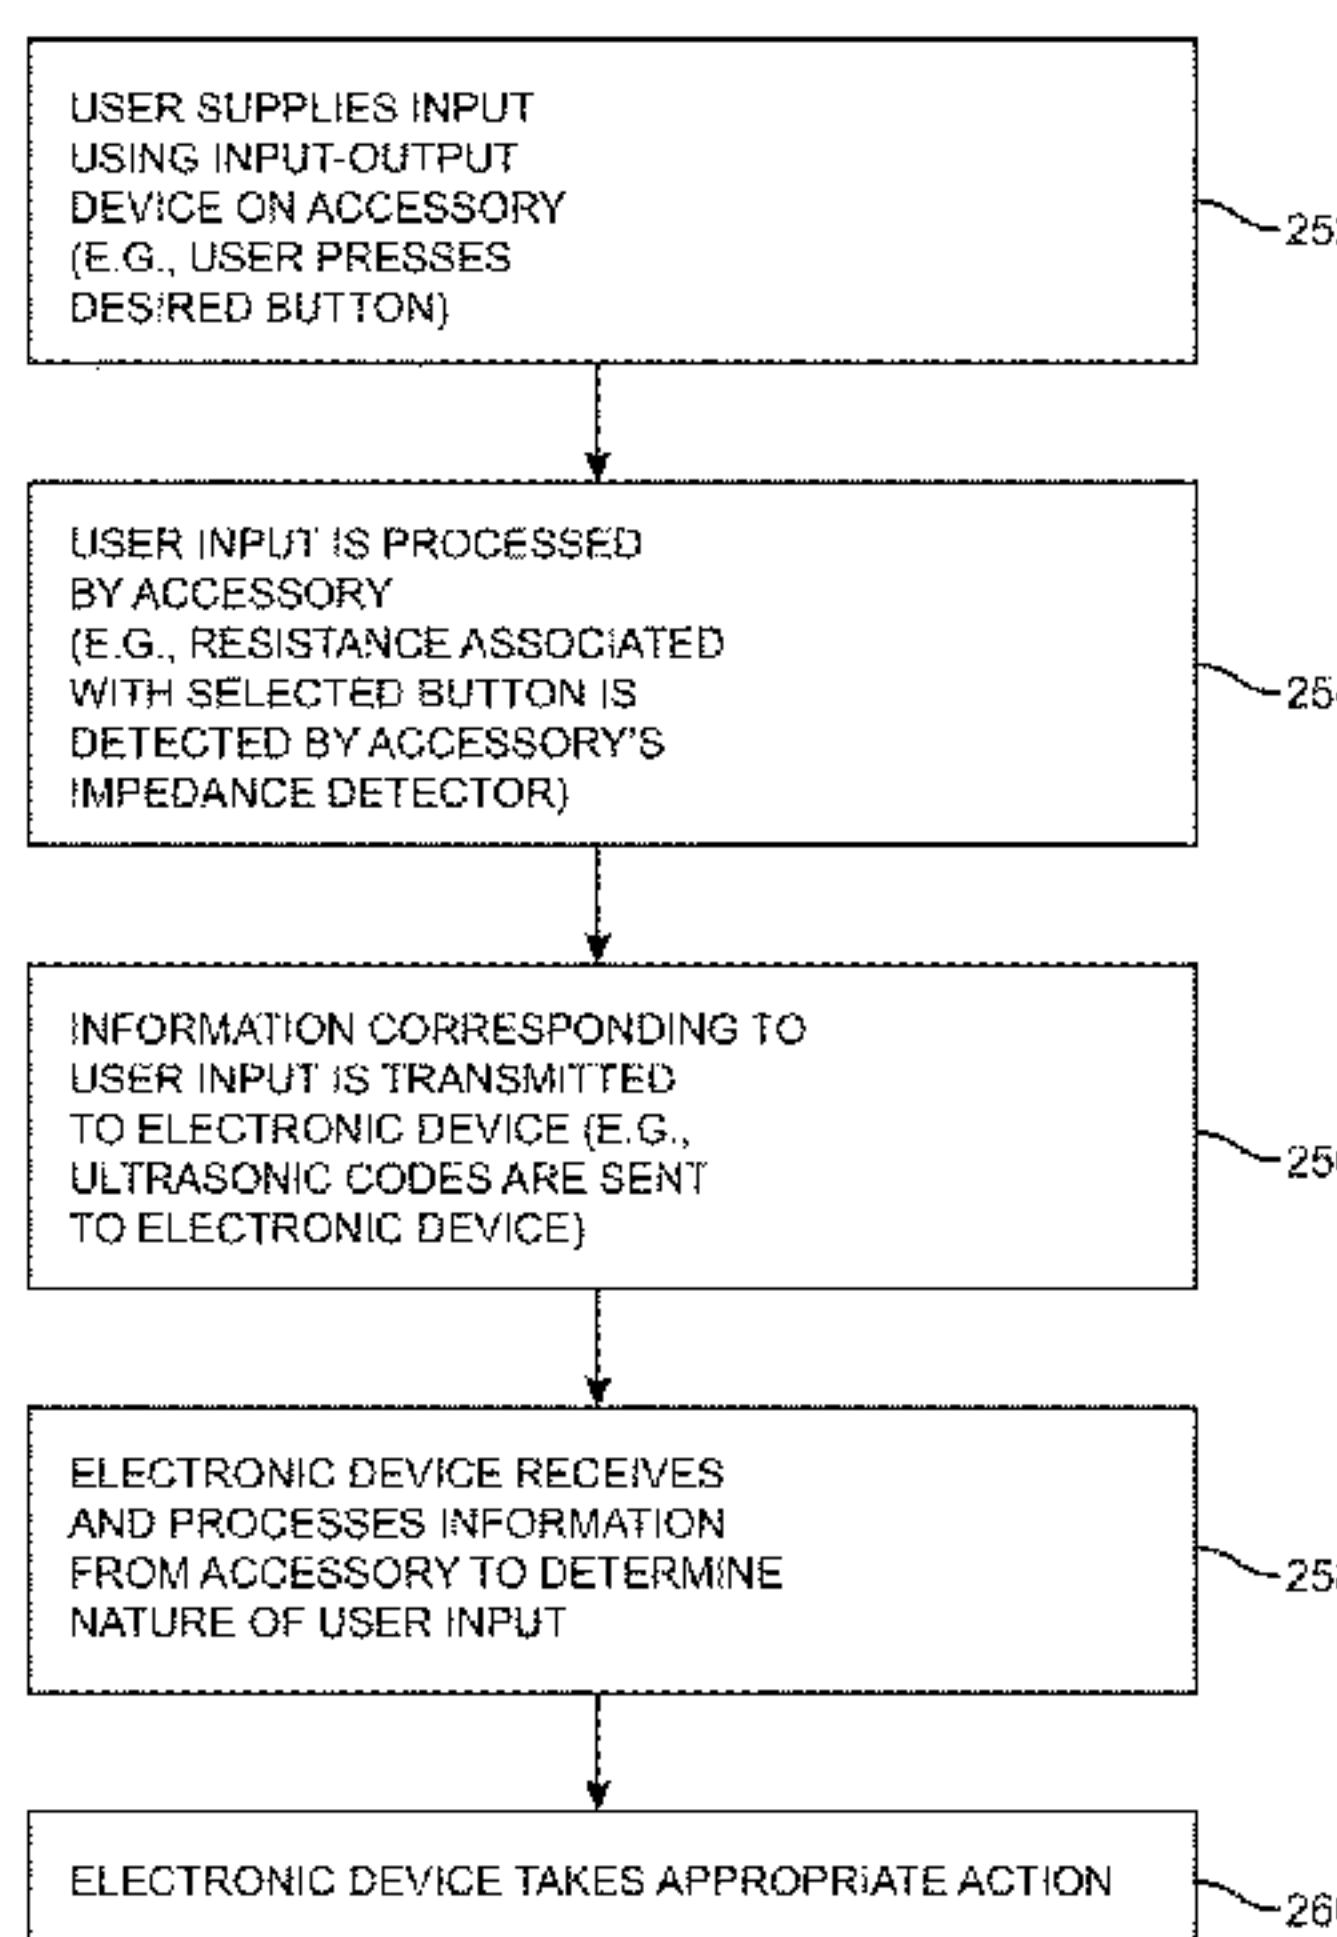 USER SUPPLIES INPUT
USING INPUT-OUTPUT
DEVICE ON ACCESSORY
(E.G., USER PRESSES
DESIRED BUTTON)
USER INPUT IS PROCESSED
BY ACCESSORY
(E.G., RESISTANCE ASSOCIATED
WITH SELECTED BUTTON IS
DETECTED BY ACCESSORY'S
IMPEDANCE DETECTOR)
INFORMATION CORRESPONDING TO
USER INPUT IS TRANSMITTED
TO ELECTRONIC DEVICE (E.G.,
ULTRASONIC CODES ARE SENT
TO ELECTRONIC DEVICE)
ELECTRONIC DEVICE RECEIVES
AND PROCESSES INFORMATION
FROM ACCESSORY TO DETERMINE
NATURE OF USER INPUT
ELECTRONIC DEVICE TAKES APPROPRIATE ACTION